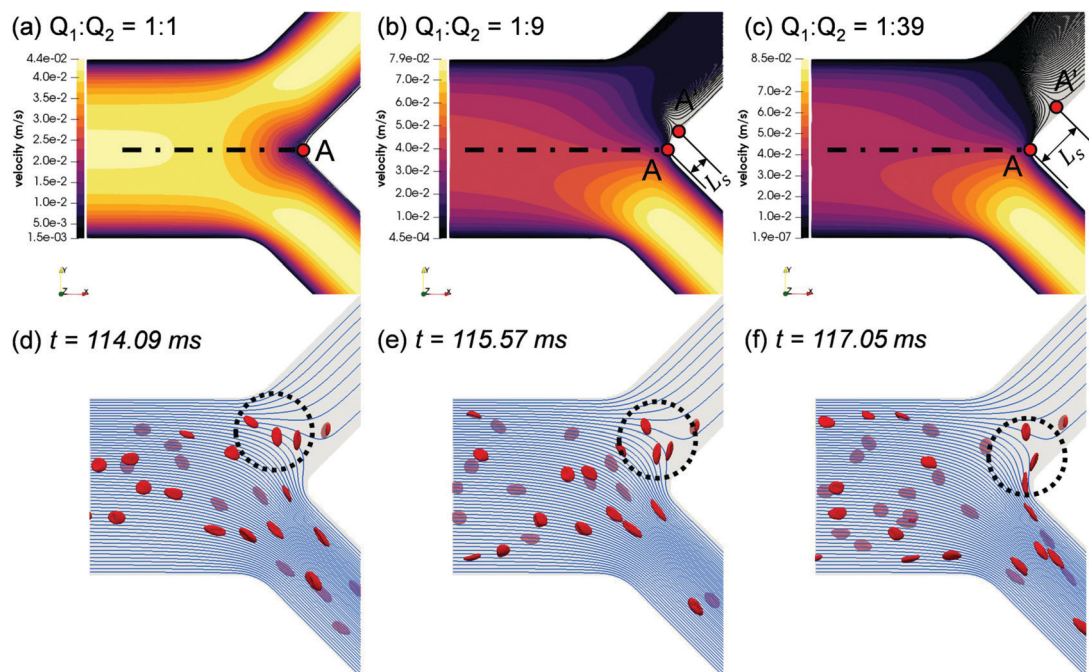 (a) Q₁:Q₂ = 1:1
(b) Q₁:Q₂ = 1:9
(c) Q₁:Q₂ = 1:39
velocity (m/s)
4.4e-02
4.0e-2
3.5e-2
3.0e-2
2.5e-2
2.0e-2
1.5e-2
1.0e-2
5.0e-3
1.5e-03
A
Y
Z
X
velocity (m/s)
7.9e-02
7.0e-2
6.0e-2
5.0e-2
4.0e-2
3.0e-2
2.0e-2
1.0e-2
4.5e-04
A'
A
Lₛ
Y
Z
X
velocity (m/s)
8.5e-02
7.0e-2
6.0e-2
5.0e-2
4.0e-2
3.0e-2
2.0e-2
1.0e-2
1.9e-07
A'
A
Lₛ
Y
Z
X
(d) t = 114.09 ms
(e) t = 115.57 ms
(f) t = 117.05 ms